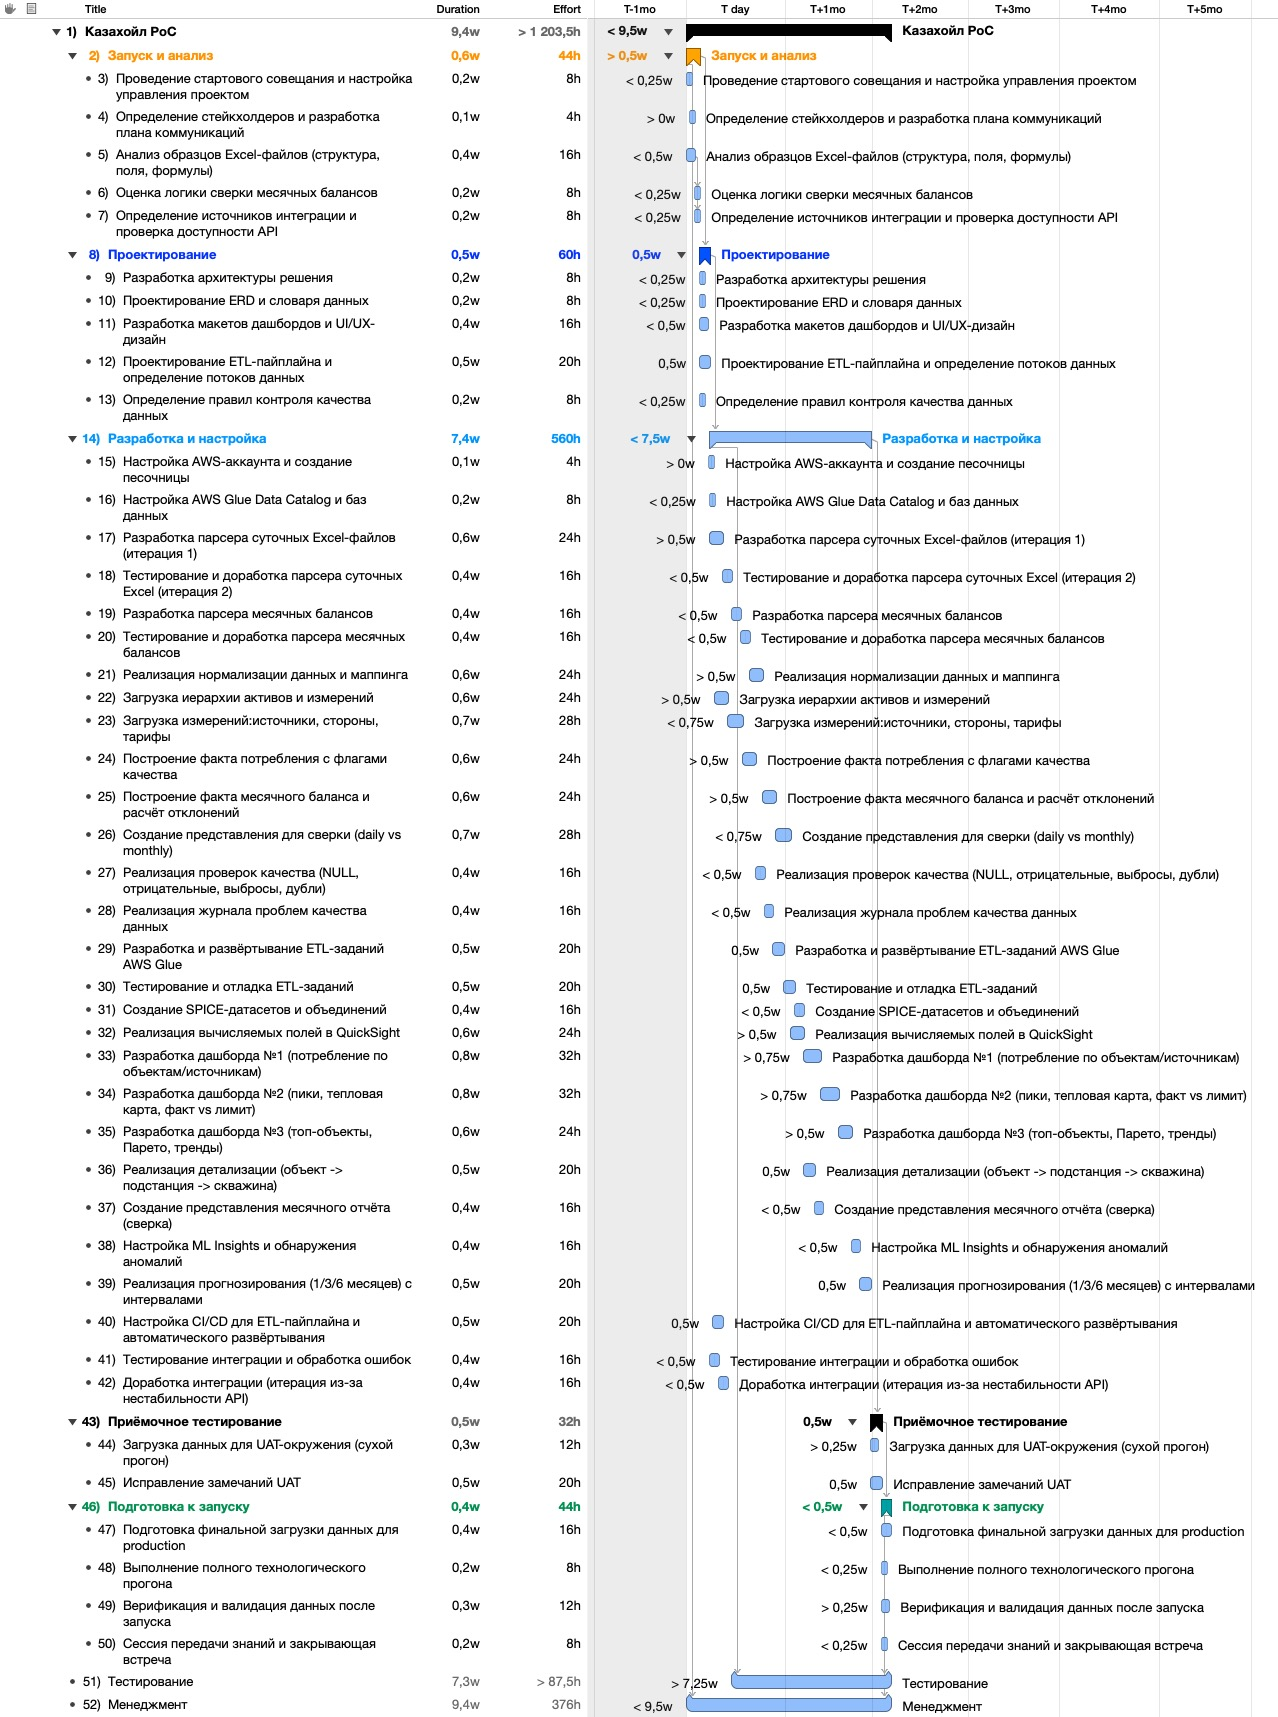 Title Duration Effort T-1mo T day T+1mo T+2mo T+3mo T+4mo T+5mo
1) Казахойл PoC 9,4w > 1 203,5h < 9,5w Казахойл PoC
2) Запуск и анализ 0,6w 44h > 0,5w Запуск и анализ
3) Проведение стартового совещания и настройка 0,2w 8h < 0,25w Проведение стартового совещания и настройка управления проектом
управления проектом
4) Определение стейкхолдеров и разработка 0,1w 4h > 0w Определение стейкхолдеров и разработка плана коммуникаций
плана коммуникаций
5) Анализ образцов Excel-файлов (структура, 0,4w 16h < 0,5w Анализ образцов Excel-файлов (структура, поля, формулы)
поля, формулы)
6) Оценка логики сверки месячных балансов 0,2w 8h < 0,25w Оценка логики сверки месячных балансов
7) Определение источников интеграции и 0,2w 8h < 0,25w Определение источников интеграции и проверка доступности API
проверка доступности API
8) Проектирование 0,5w 60h 0,5w Проектирование
9) Разработка архитектуры решения 0,2w 8h < 0,25w Разработка архитектуры решения
10) Проектирование ERD и словаря данных 0,2w 8h < 0,25w Проектирование ERD и словаря данных
11) Разработка макетов дашбордов и UI/UX- 0,4w 16h < 0,5w Разработка макетов дашбордов и UI/UX-дизайн
дизайн
12) Проектирование ETL-пайплайна и 0,5w 20h 0,5w Проектирование ETL-пайплайна и определение потоков данных
определение потоков данных
13) Определение правил контроля качества 0,2w 8h < 0,25w Определение правил контроля качества данных
данных
14) Разработка и настройка 7,4w 560h < 7,5w Разработка и настройка
15) Настройка AWS-аккаунта и создание 0,1w 4h > 0w Настройка AWS-аккаунта и создание песочницы
песочницы
16) Настройка AWS Glue Data Catalog и баз 0,2w 8h < 0,25w Настройка AWS Glue Data Catalog и баз данных
данных
17) Разработка парсера суточных Excel-файлов 0,6w 24h > 0,5w Разработка парсера суточных Excel-файлов (итерация 1)
(итерация 1)
18) Тестирование и доработка парсера суточных 0,4w 16h < 0,5w Тестирование и доработка парсера суточных Excel (итерация 2)
Excel (итерация 2)
19) Разработка парсера месячных балансов 0,4w 16h < 0,5w Разработка парсера месячных балансов
20) Тестирование и доработка парсера месячных 0,4w 16h < 0,5w Тестирование и доработка парсера месячных балансов
балансов
21) Реализация нормализации данных и маппинга 0,6w 24h > 0,5w Реализация нормализации данных и маппинга
22) Загрузка иерархии активов и измерений 0,6w 24h > 0,5w Загрузка иерархии активов и измерений
23) Загрузка измерений:источники, стороны, 0,7w 28h < 0,75w Загрузка измерений:источники, стороны, тарифы
тарифы
24) Построение факта потребления с флагами 0,6w 24h > 0,5w Построение факта потребления с флагами качества
качества
25) Построение факта месячного баланса и 0,6w 24h > 0,5w Построение факта месячного баланса и расчёт отклонений
расчёт отклонений
26) Создание представления для сверки (daily vs 0,7w 28h < 0,75w Создание представления для сверки (daily vs monthly)
monthly)
27) Реализация проверок качества (NULL, 0,4w 16h < 0,5w Реализация проверок качества (NULL, отрицательные, выбросы, дубли)
отрицательные, выбросы, дубли)
28) Реализация журнала проблем качества 0,4w 16h < 0,5w Реализация журнала проблем качества данных
данных
29) Разработка и развёртывание ETL-заданий 0,5w 20h 0,5w Разработка и развёртывание ETL-заданий AWS Glue
AWS Glue
30) Тестирование и отладка ETL-заданий 0,5w 20h 0,5w Тестирование и отладка ETL-заданий
31) Создание SPICE-датасетов и объединений 0,4w 16h < 0,5w Создание SPICE-датасетов и объединений
32) Реализация вычисляемых полей в QuickSight 0,6w 24h > 0,5w Реализация вычисляемых полей в QuickSight
33) Разработка дашборда №1 (потребление по 0,8w 32h > 0,75w Разработка дашборда №1 (потребление по объектам/источникам)
объектам/источникам)
34) Разработка дашборда №2 (пики, тепловая 0,8w 32h > 0,75w Разработка дашборда №2 (пики, тепловая карта, факт vs лимит)
карта, факт vs лимит)
35) Разработка дашборда №3 (топ-объекты, 0,6w 24h > 0,5w Разработка дашборда №3 (топ-объекты, Парето, тренды)
Парето, тренды)
36) Реализация детализации (объект -> 0,5w 20h 0,5w Реализация детализации (объект -> подстанция -> скважина)
подстанция -> скважина)
37) Создание представления месячного отчёта 0,4w 16h < 0,5w Создание представления месячного отчёта (сверка)
(сверка)
38) Настройка ML Insights и обнаружения 0,4w 16h < 0,5w Настройка ML Insights и обнаружения аномалий
аномалий
39) Реализация прогнозирования (1/3/6 месяцев) с 0,5w 20h 0,5w Реализация прогнозирования (1/3/6 месяцев) с интервалами
интервалами
40) Настройка CI/CD для ETL-пайплайна и 0,5w 20h 0,5w Настройка CI/CD для ETL-пайплайна и автоматического развёртывания
автоматического развёртывания
41) Тестирование интеграции и обработка ошибок 0,4w 16h < 0,5w Тестирование интеграции и обработка ошибок
42) Доработка интеграции (итерация из-за 0,4w 16h < 0,5w Доработка интеграции (итерация из-за нестабильности API)
нестабильности API)
43) Приёмочное тестирование 0,5w 32h 0,5w Приёмочное тестирование
44) Загрузка данных для UAT-окружения (сухой 0,3w 12h > 0,25w Загрузка данных для UAT-окружения (сухой прогон)
прогон)
45) Исправление замечаний UAT 0,5w 20h 0,5w Исправление замечаний UAT
46) Подготовка к запуску 0,4w 44h < 0,5w Подготовка к запуску
47) Подготовка финальной загрузки данных для 0,4w 16h < 0,5w Подготовка финальной загрузки данных для production
production
48) Выполнение полного технологического 0,2w 8h < 0,25w Выполнение полного технологического прогона
прогона
49) Верификация и валидация данных после 0,3w 12h > 0,25w Верификация и валидация данных после запуска
запуска
50) Сессия передачи знаний и закрывающая 0,2w 8h < 0,25w Сессия передачи знаний и закрывающая встреча
встреча
51) Тестирование 7,3w > 87,5h > 7,25w Тестирование
52) Менеджмент 9,4w 376h < 9,5w Менеджмент